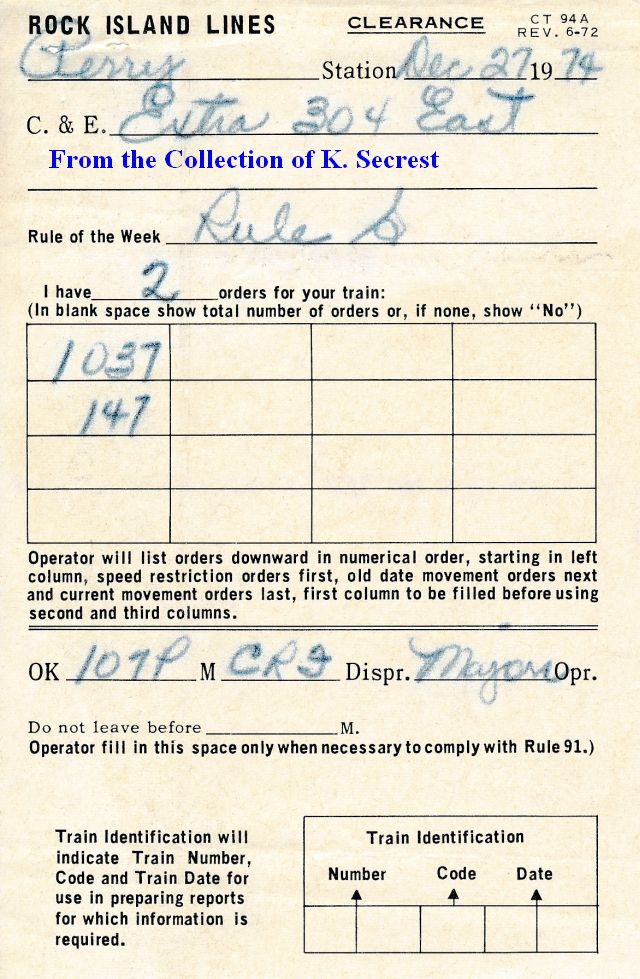 ROCK ISLAND LINES CLEARANCE CT 94A
REV. 6-72
Perry Station Dec 27 1974
C. & E. Extra 304 East
From the Collection of K. Secrest
Rule of the Week Rule S
I have 2 orders for your train:
(In blank space show total number of orders or, if none, show "No")
1037
147
Operator will list orders downward in numerical order, starting in left
column, speed restriction orders first, old date movement orders next
and current movement orders last, first column to be filled before using
second and third columns.
OK 107P M CRS Dispr. Majors Opr.
Do not leave before M.
Operator fill in this space only when necessary to comply with Rule 91.)
Train Identification will
indicate Train Number,
Code and Train Date for
use in preparing reports
for which information is
required.
Train Identification
Number Code Date